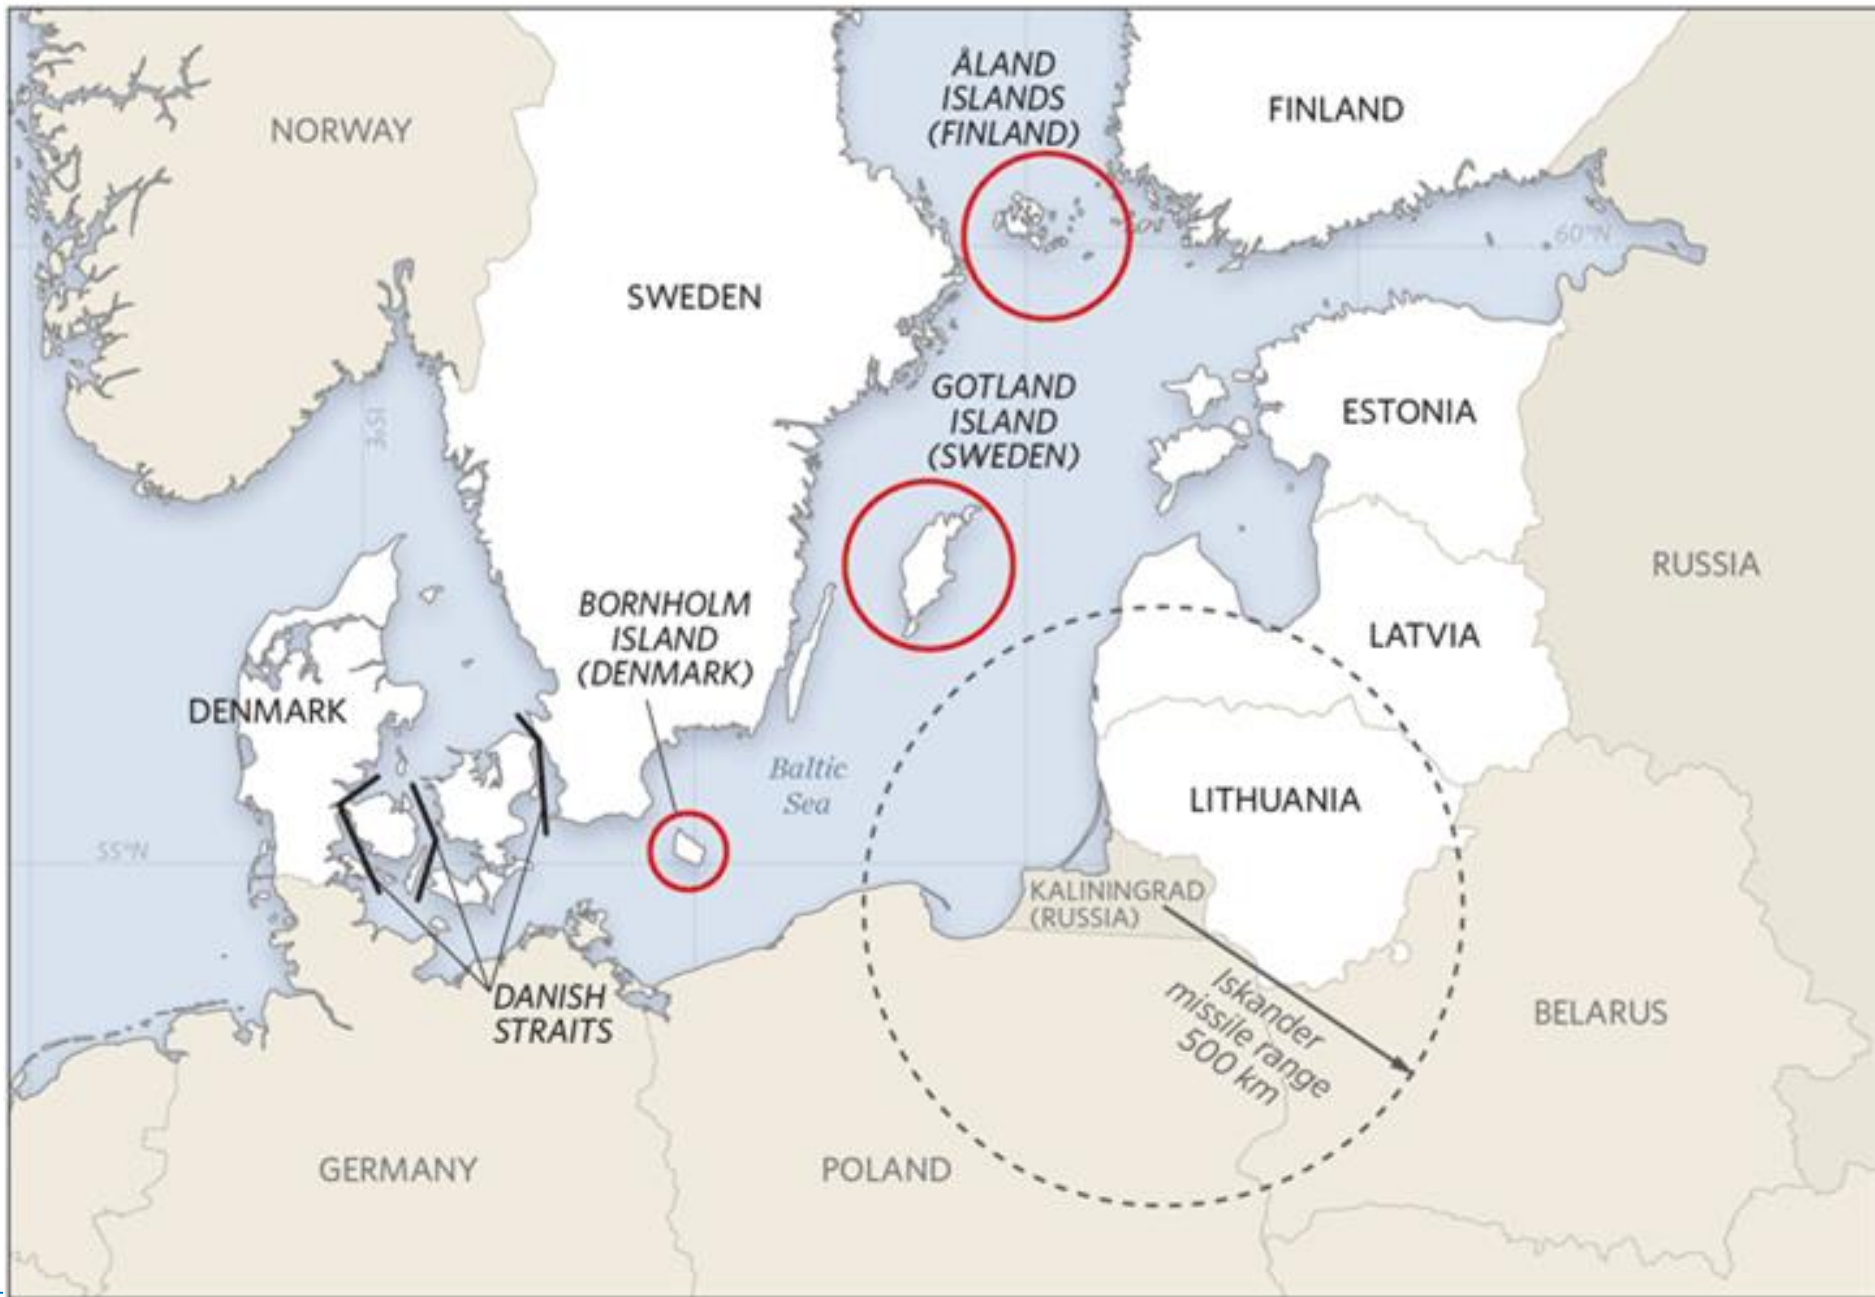 ÅLAND
ISLANDS
(FINLAND)
FINLAND
NORWAY
60°N
SWEDEN
GOTLAND
ISLAND
(SWEDEN)
ESTONIA
RUSSIA
BORNHOLM
ISLAND
(DENMARK)
LATVIA
DENMARK
Baltic
Sea
LITHUANIA
55°N
KALININGRAD
(RUSSIA)
DANISH
STRAITS
Iskander
missile range
500 km
BELARUS
GERMANY
POLAND